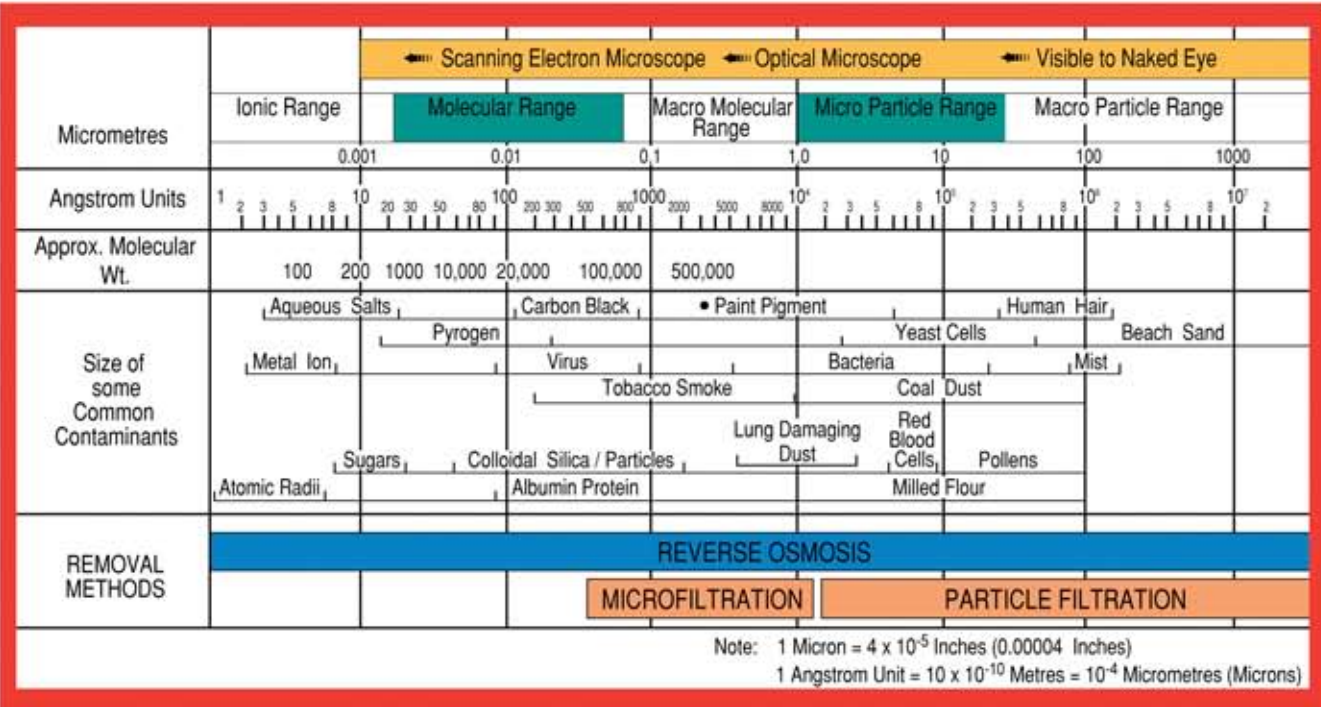 Scanning Electron Microscope Optical Microscope Visible to Naked Eye
Micrometres
Ionic Range Molecular Range Macro Molecular Range Micro Particle Range Macro Particle Range
0.001 0.01 0,1 1,0 10 100 1000
Angstrom Units
1 10 100 1000 10⁴ 10⁵ 10⁶ 10⁷
2 3 5 8 20 30 50 80 200 300 500 800 2000 5000 8000 2 3 5 8 2 3 5 8 2 3 5 8 2
Approx. Molecular
Wt.
100 200 1000 10,000 20,000 100,000 500,000
Size of
some
Common
Contaminants
Aqueous Salts Carbon Black • Paint Pigment Human Hair
Pyrogen Yeast Cells Beach Sand
Metal Ion Virus Bacteria Mist
Tobacco Smoke Coal Dust
Lung Damaging
Dust
Red
Blood
Cells
Sugars Colloidal Silica / Particles Pollens
Atomic Radii Albumin Protein Milled Flour
REMOVAL
METHODS
REVERSE OSMOSIS
MICROFILTRATION PARTICLE FILTRATION
Note: 1 Micron = 4 x 10⁻⁵ Inches (0.00004 Inches)
1 Angstrom Unit = 10 x 10⁻¹⁰ Metres = 10⁻⁴ Micrometres (Microns)